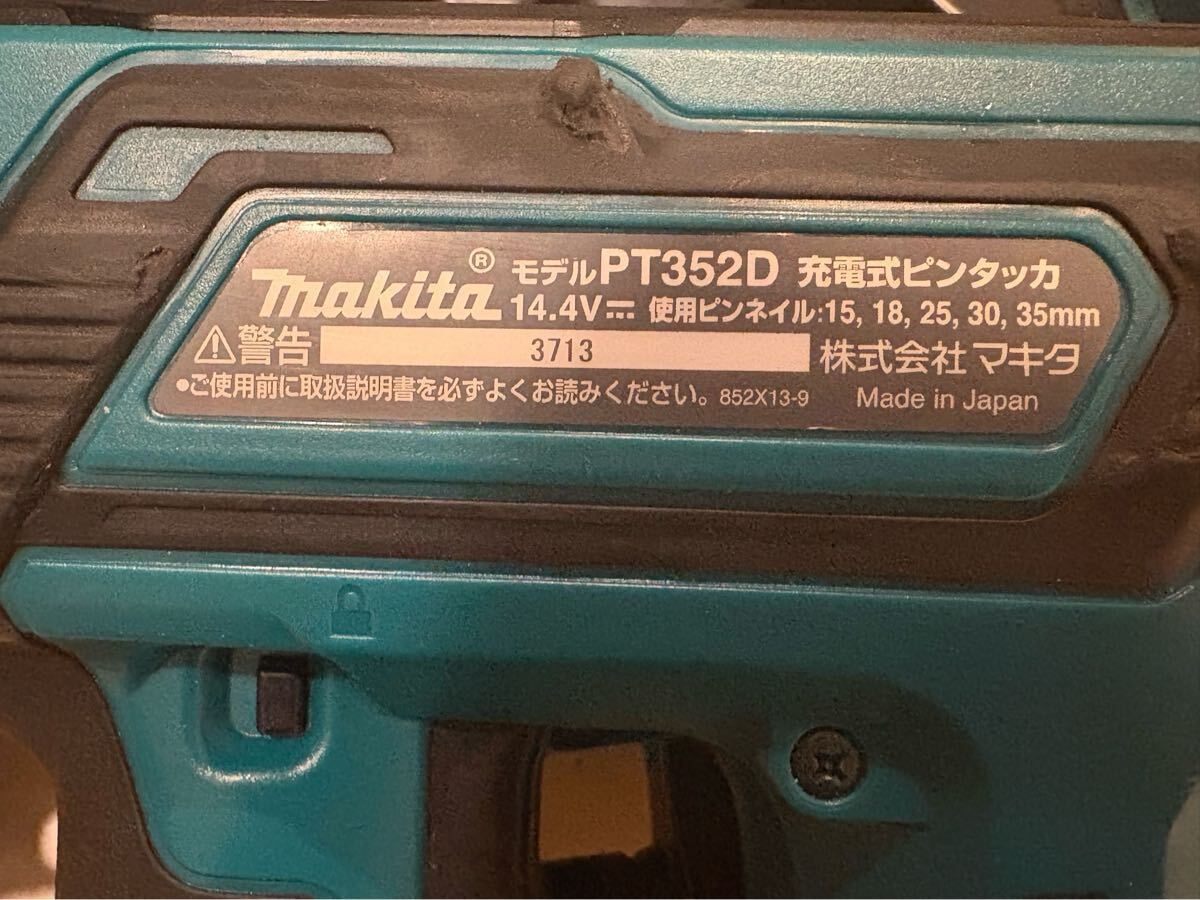 makita® モデルPT352D 充電式ピンタッカ
14.4V⎓ 使用ピンネイル:15, 18, 25, 30, 35mm
⚠警告 3713 株式会社 マキタ
●ご使用前に取扱説明書を必ずよくお読みください。 852X13-9 Made in Japan